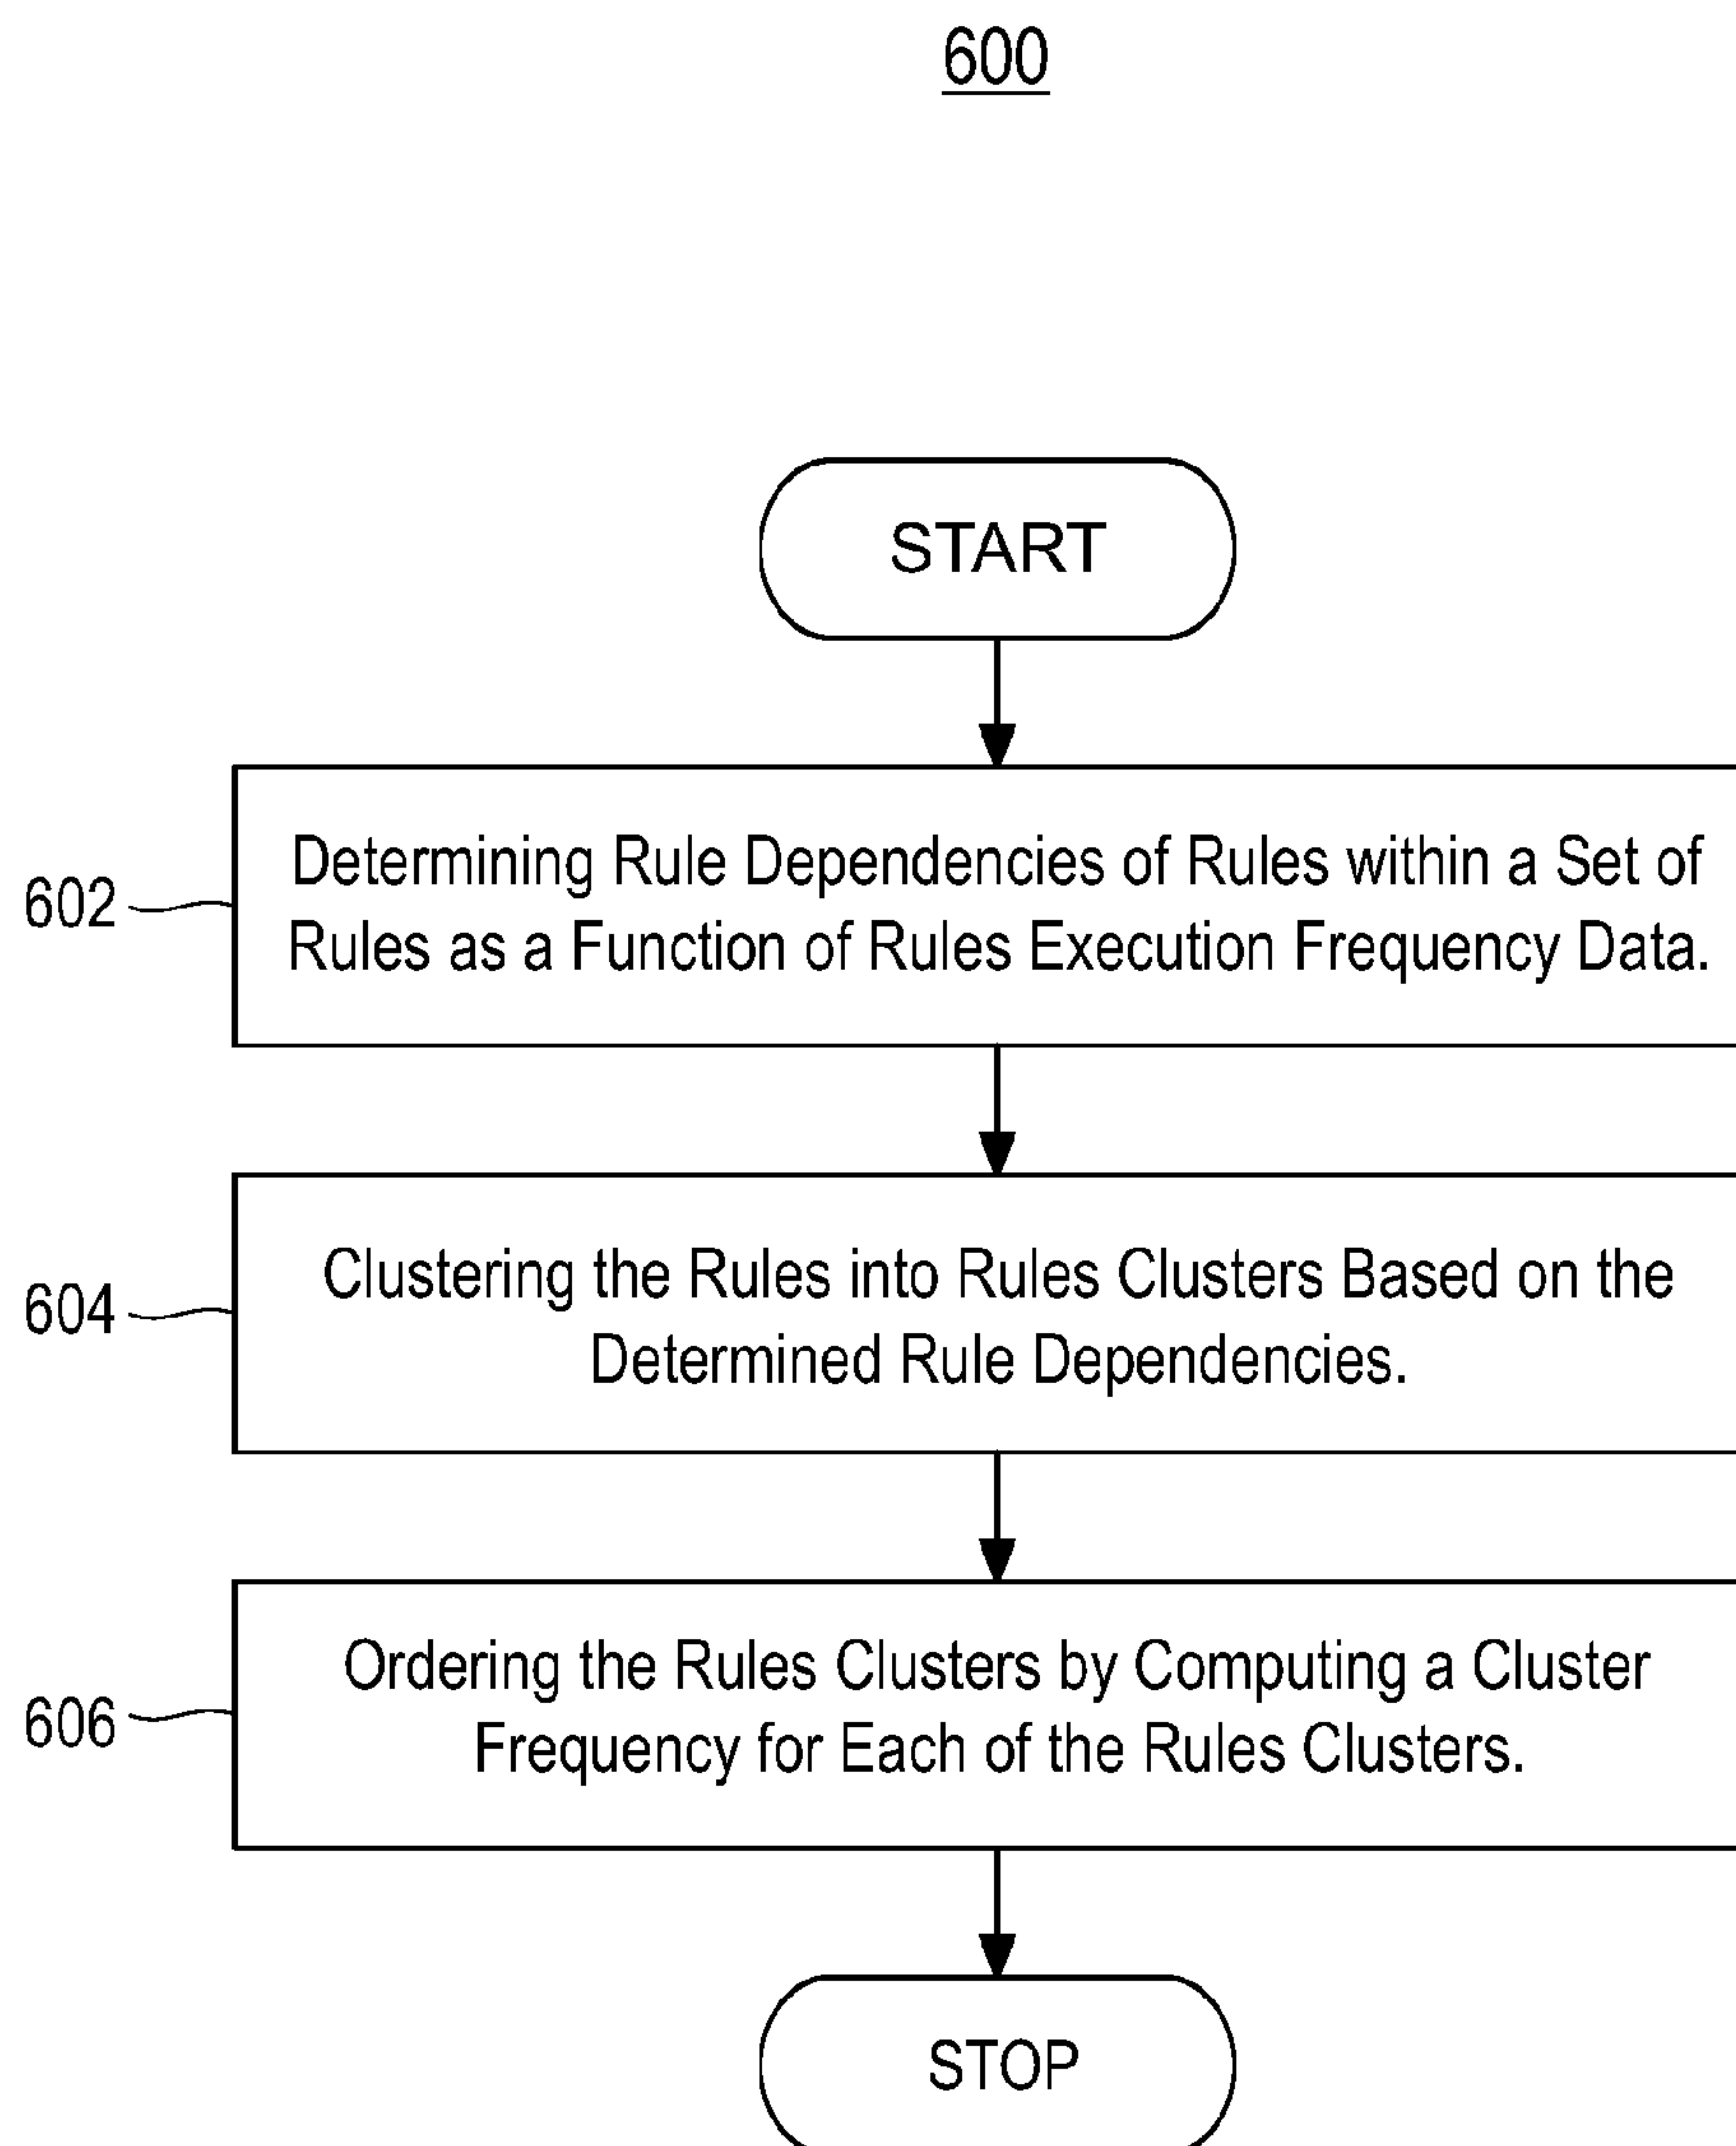 600
START
602
Determining Rule Dependencies of Rules within a Set of
Rules as a Function of Rules Execution Frequency Data.
604
Clustering the Rules into Rules Clusters Based on the
Determined Rule Dependencies.
606
Ordering the Rules Clusters by Computing a Cluster
Frequency for Each of the Rules Clusters.
STOP